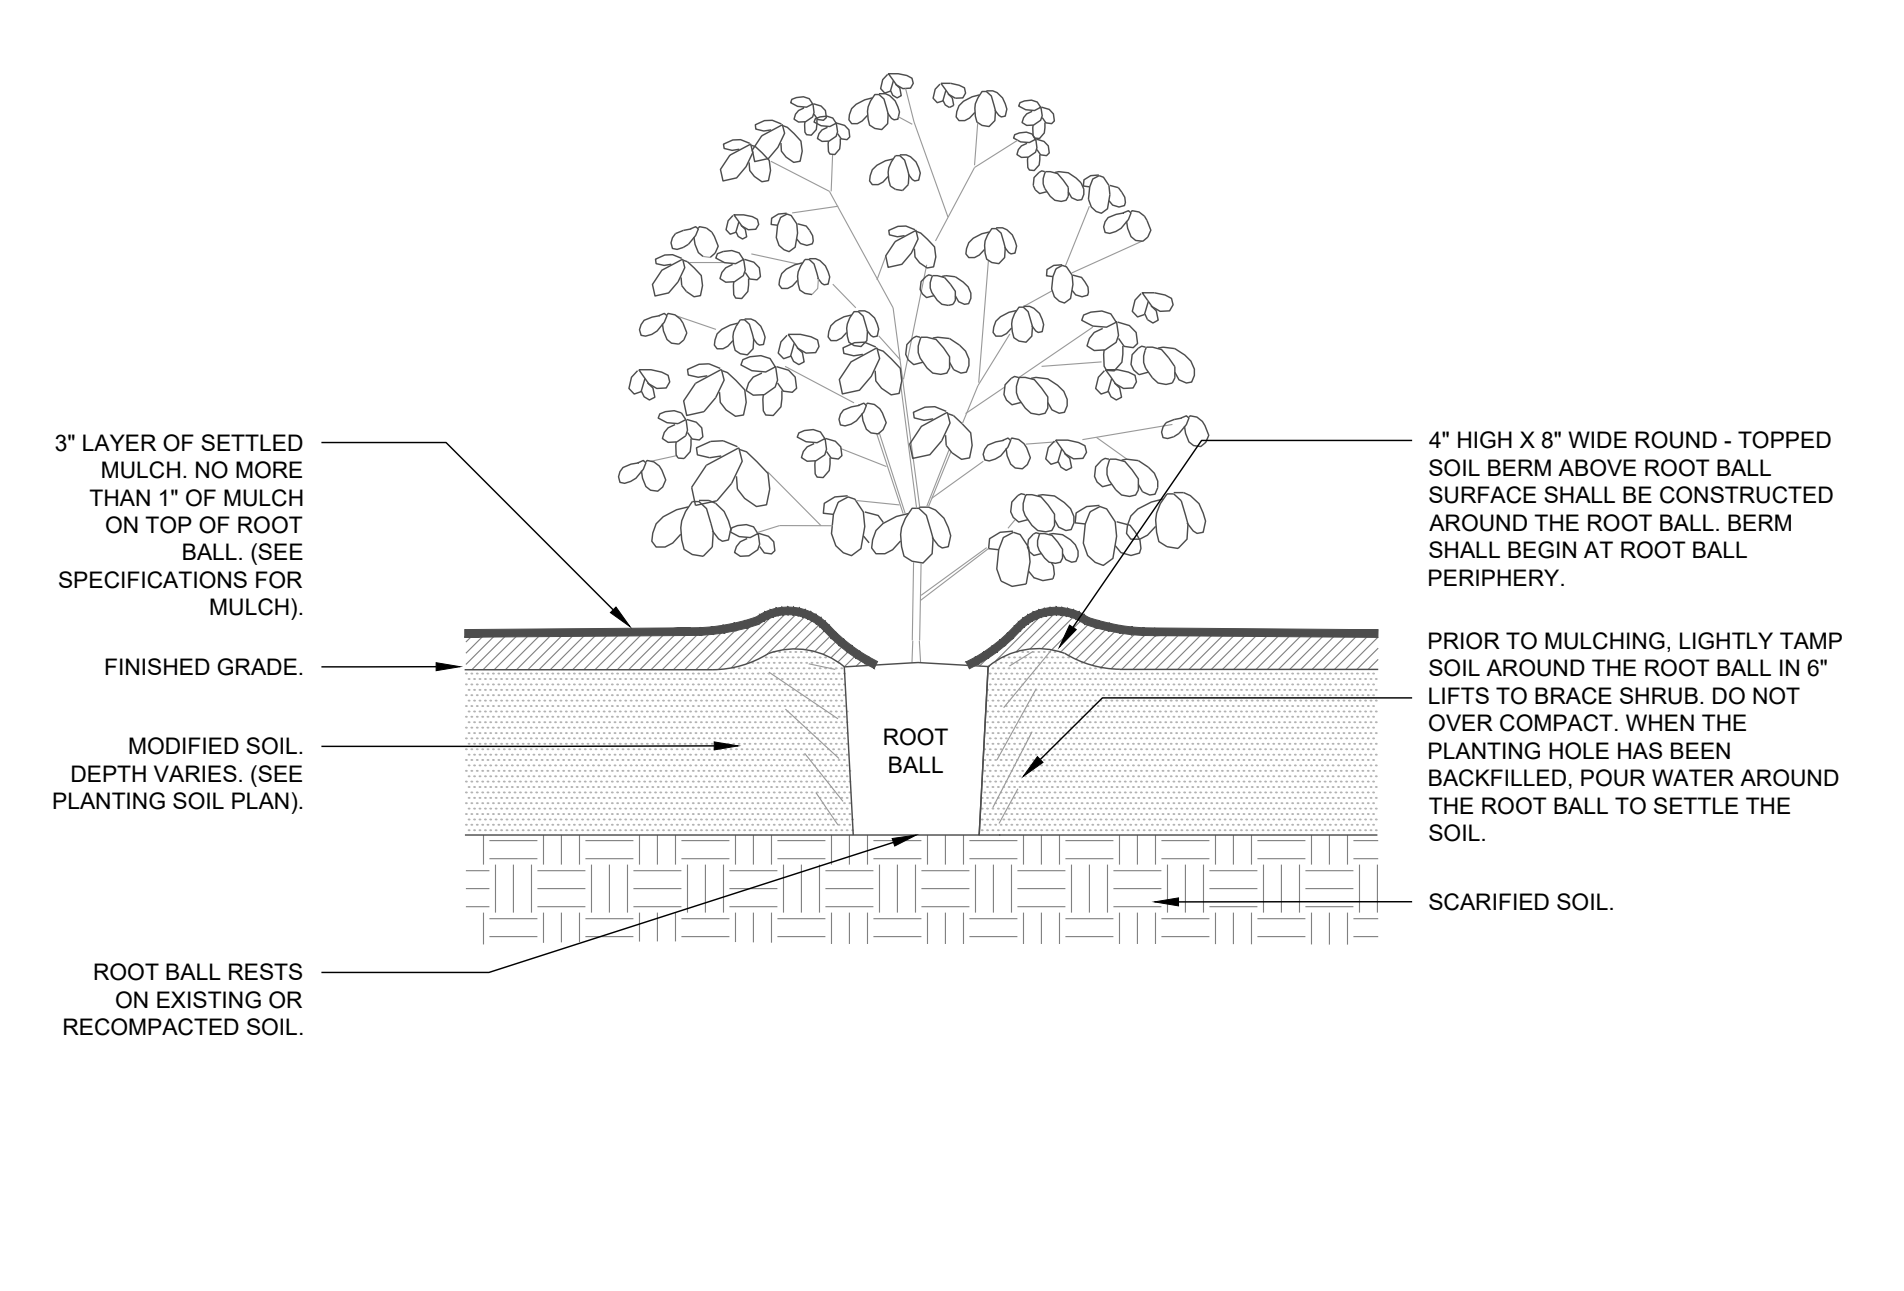 3" LAYER OF SETTLED
MULCH. NO MORE
THAN 1" OF MULCH
ON TOP OF ROOT
BALL. (SEE
SPECIFICATIONS FOR
MULCH).
FINISHED GRADE.
MODIFIED SOIL.
DEPTH VARIES. (SEE
PLANTING SOIL PLAN).
ROOT BALL RESTS
ON EXISTING OR
RECOMPACTED SOIL.
ROOT
BALL
4" HIGH X 8" WIDE ROUND - TOPPED
SOIL BERM ABOVE ROOT BALL
SURFACE SHALL BE CONSTRUCTED
AROUND THE ROOT BALL. BERM
SHALL BEGIN AT ROOT BALL
PERIPHERY.
PRIOR TO MULCHING, LIGHTLY TAMP
SOIL AROUND THE ROOT BALL IN 6"
LIFTS TO BRACE SHRUB. DO NOT
OVER COMPACT. WHEN THE
PLANTING HOLE HAS BEEN
BACKFILLED, POUR WATER AROUND
THE ROOT BALL TO SETTLE THE
SOIL.
SCARIFIED SOIL.